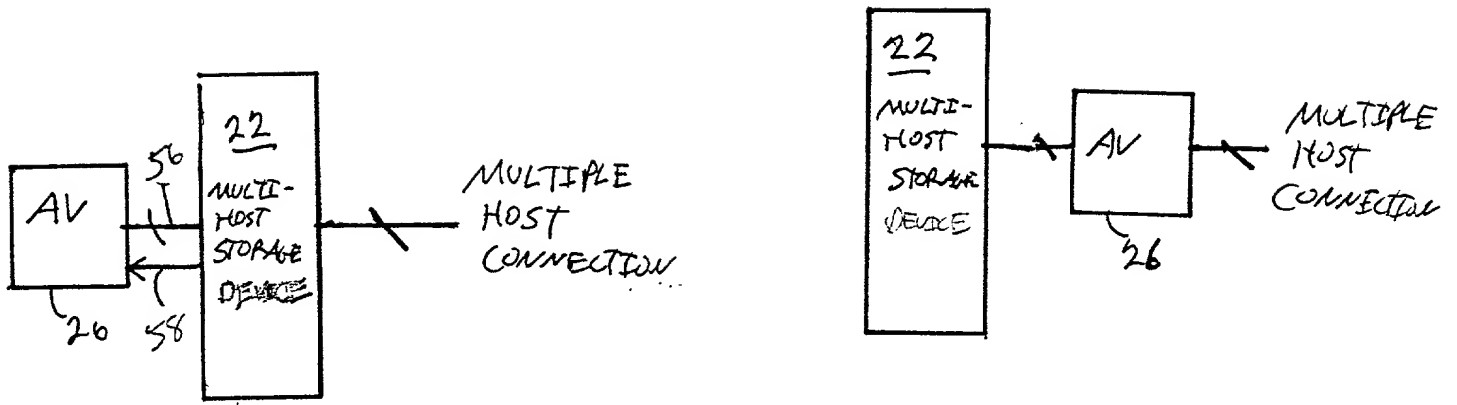 AV
26
56
58
22
MULTI-
HOST
STORAGE
DEVICE
MULTIPLE
HOST
CONNECTION
22
MULTI-
HOST
STORAGE
DEVICE
AV
26
MULTIPLE
HOST
CONNECTION